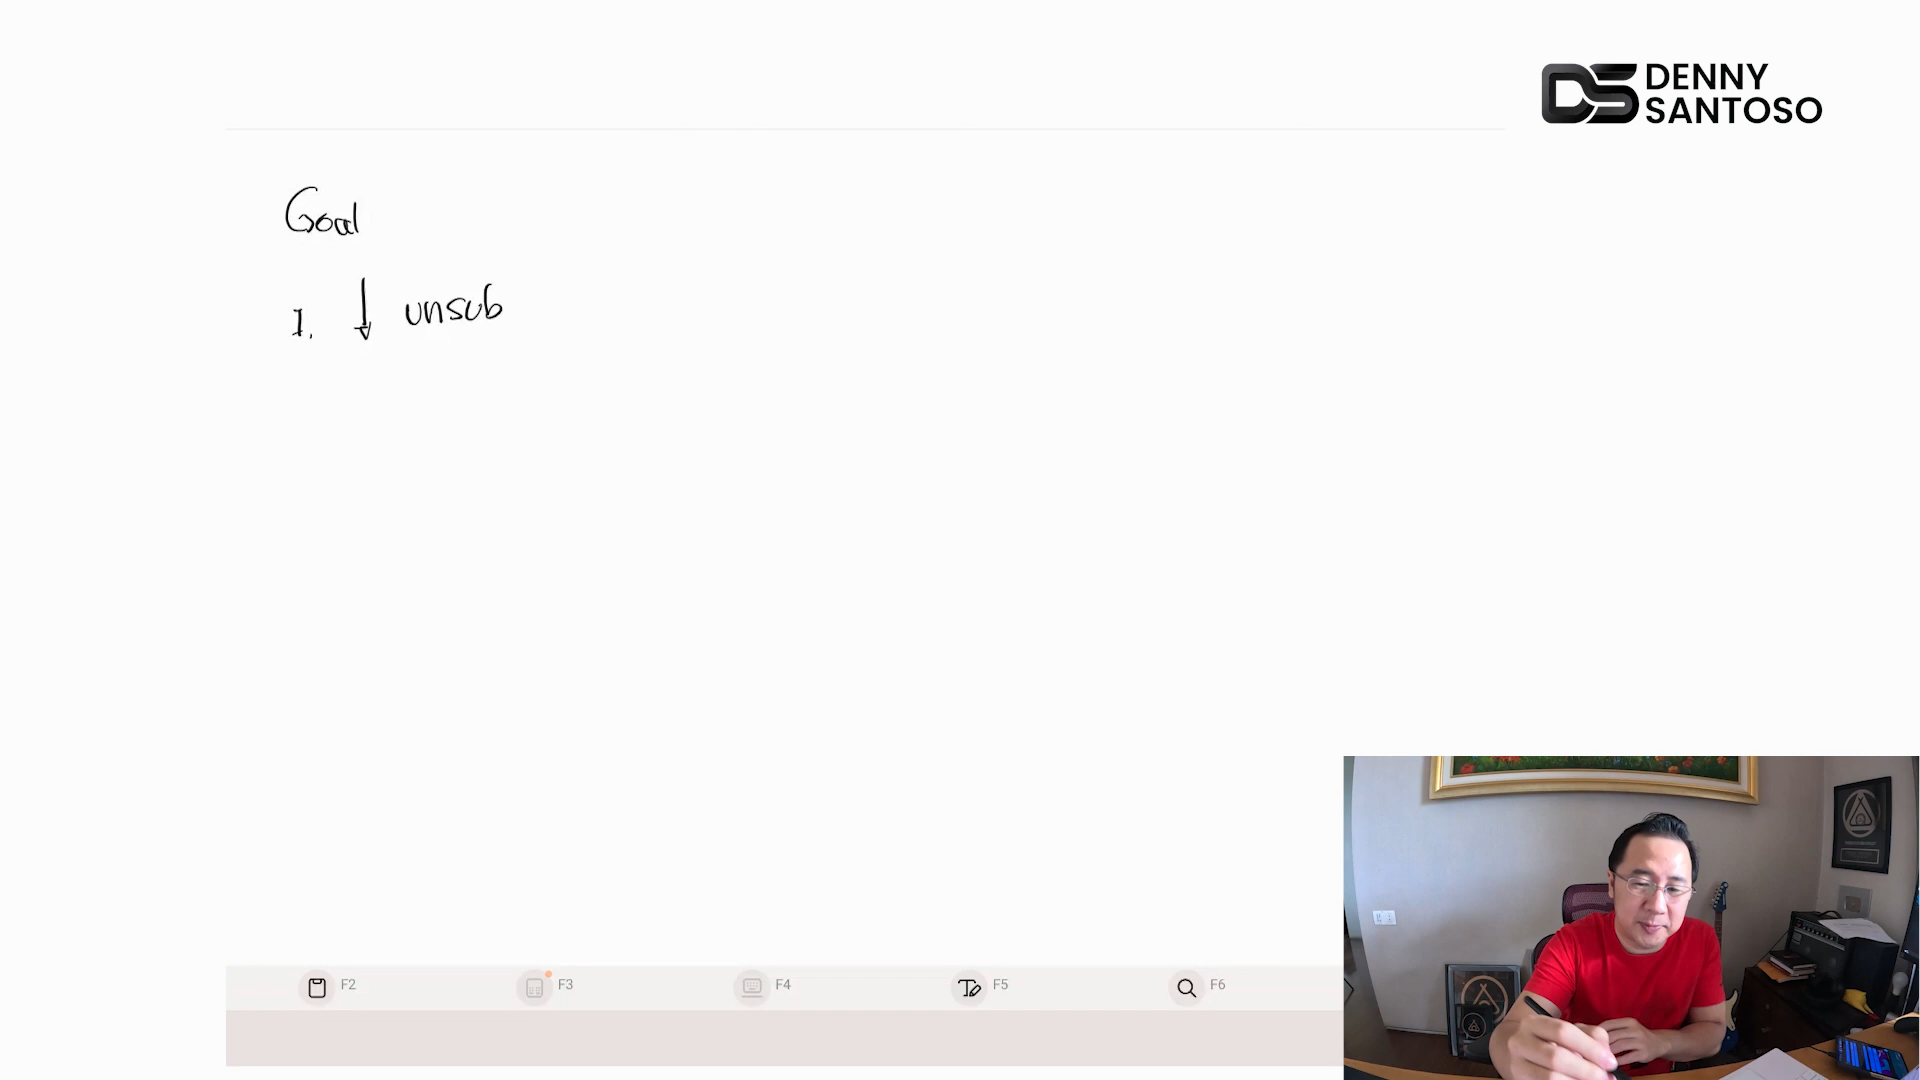 DENNY
SANTOSO
Goal
1. ↓ unsub
F2 F3 F4 F5 F6